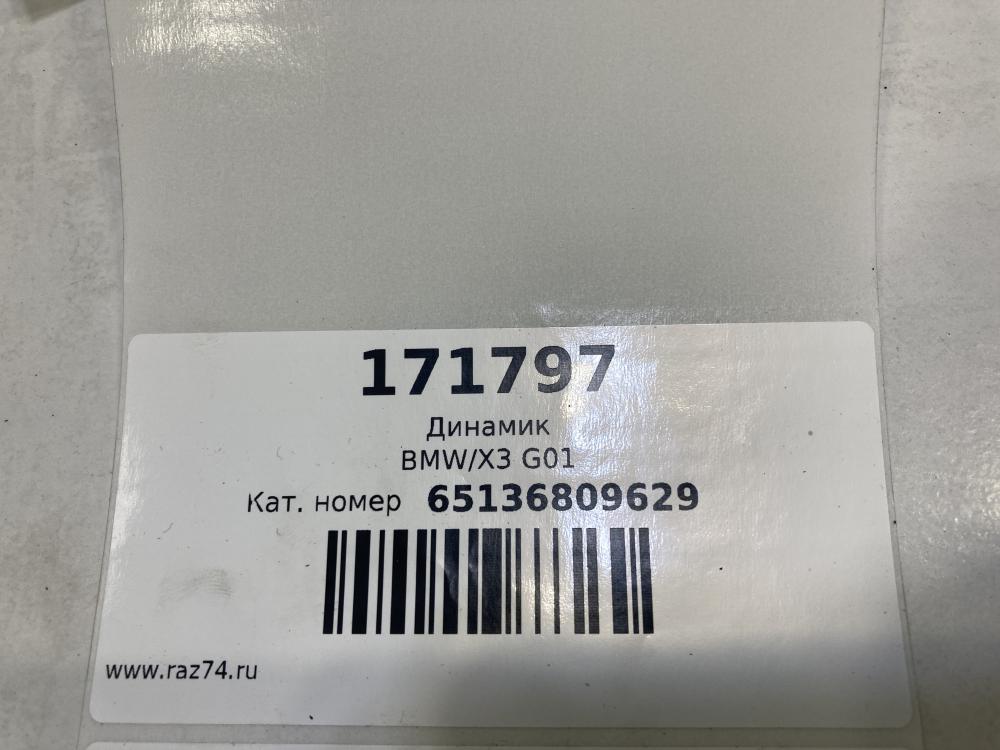 171797
Динамик
BMW/X3 G01
Кат. номер 65136809629
www.raz74.ru